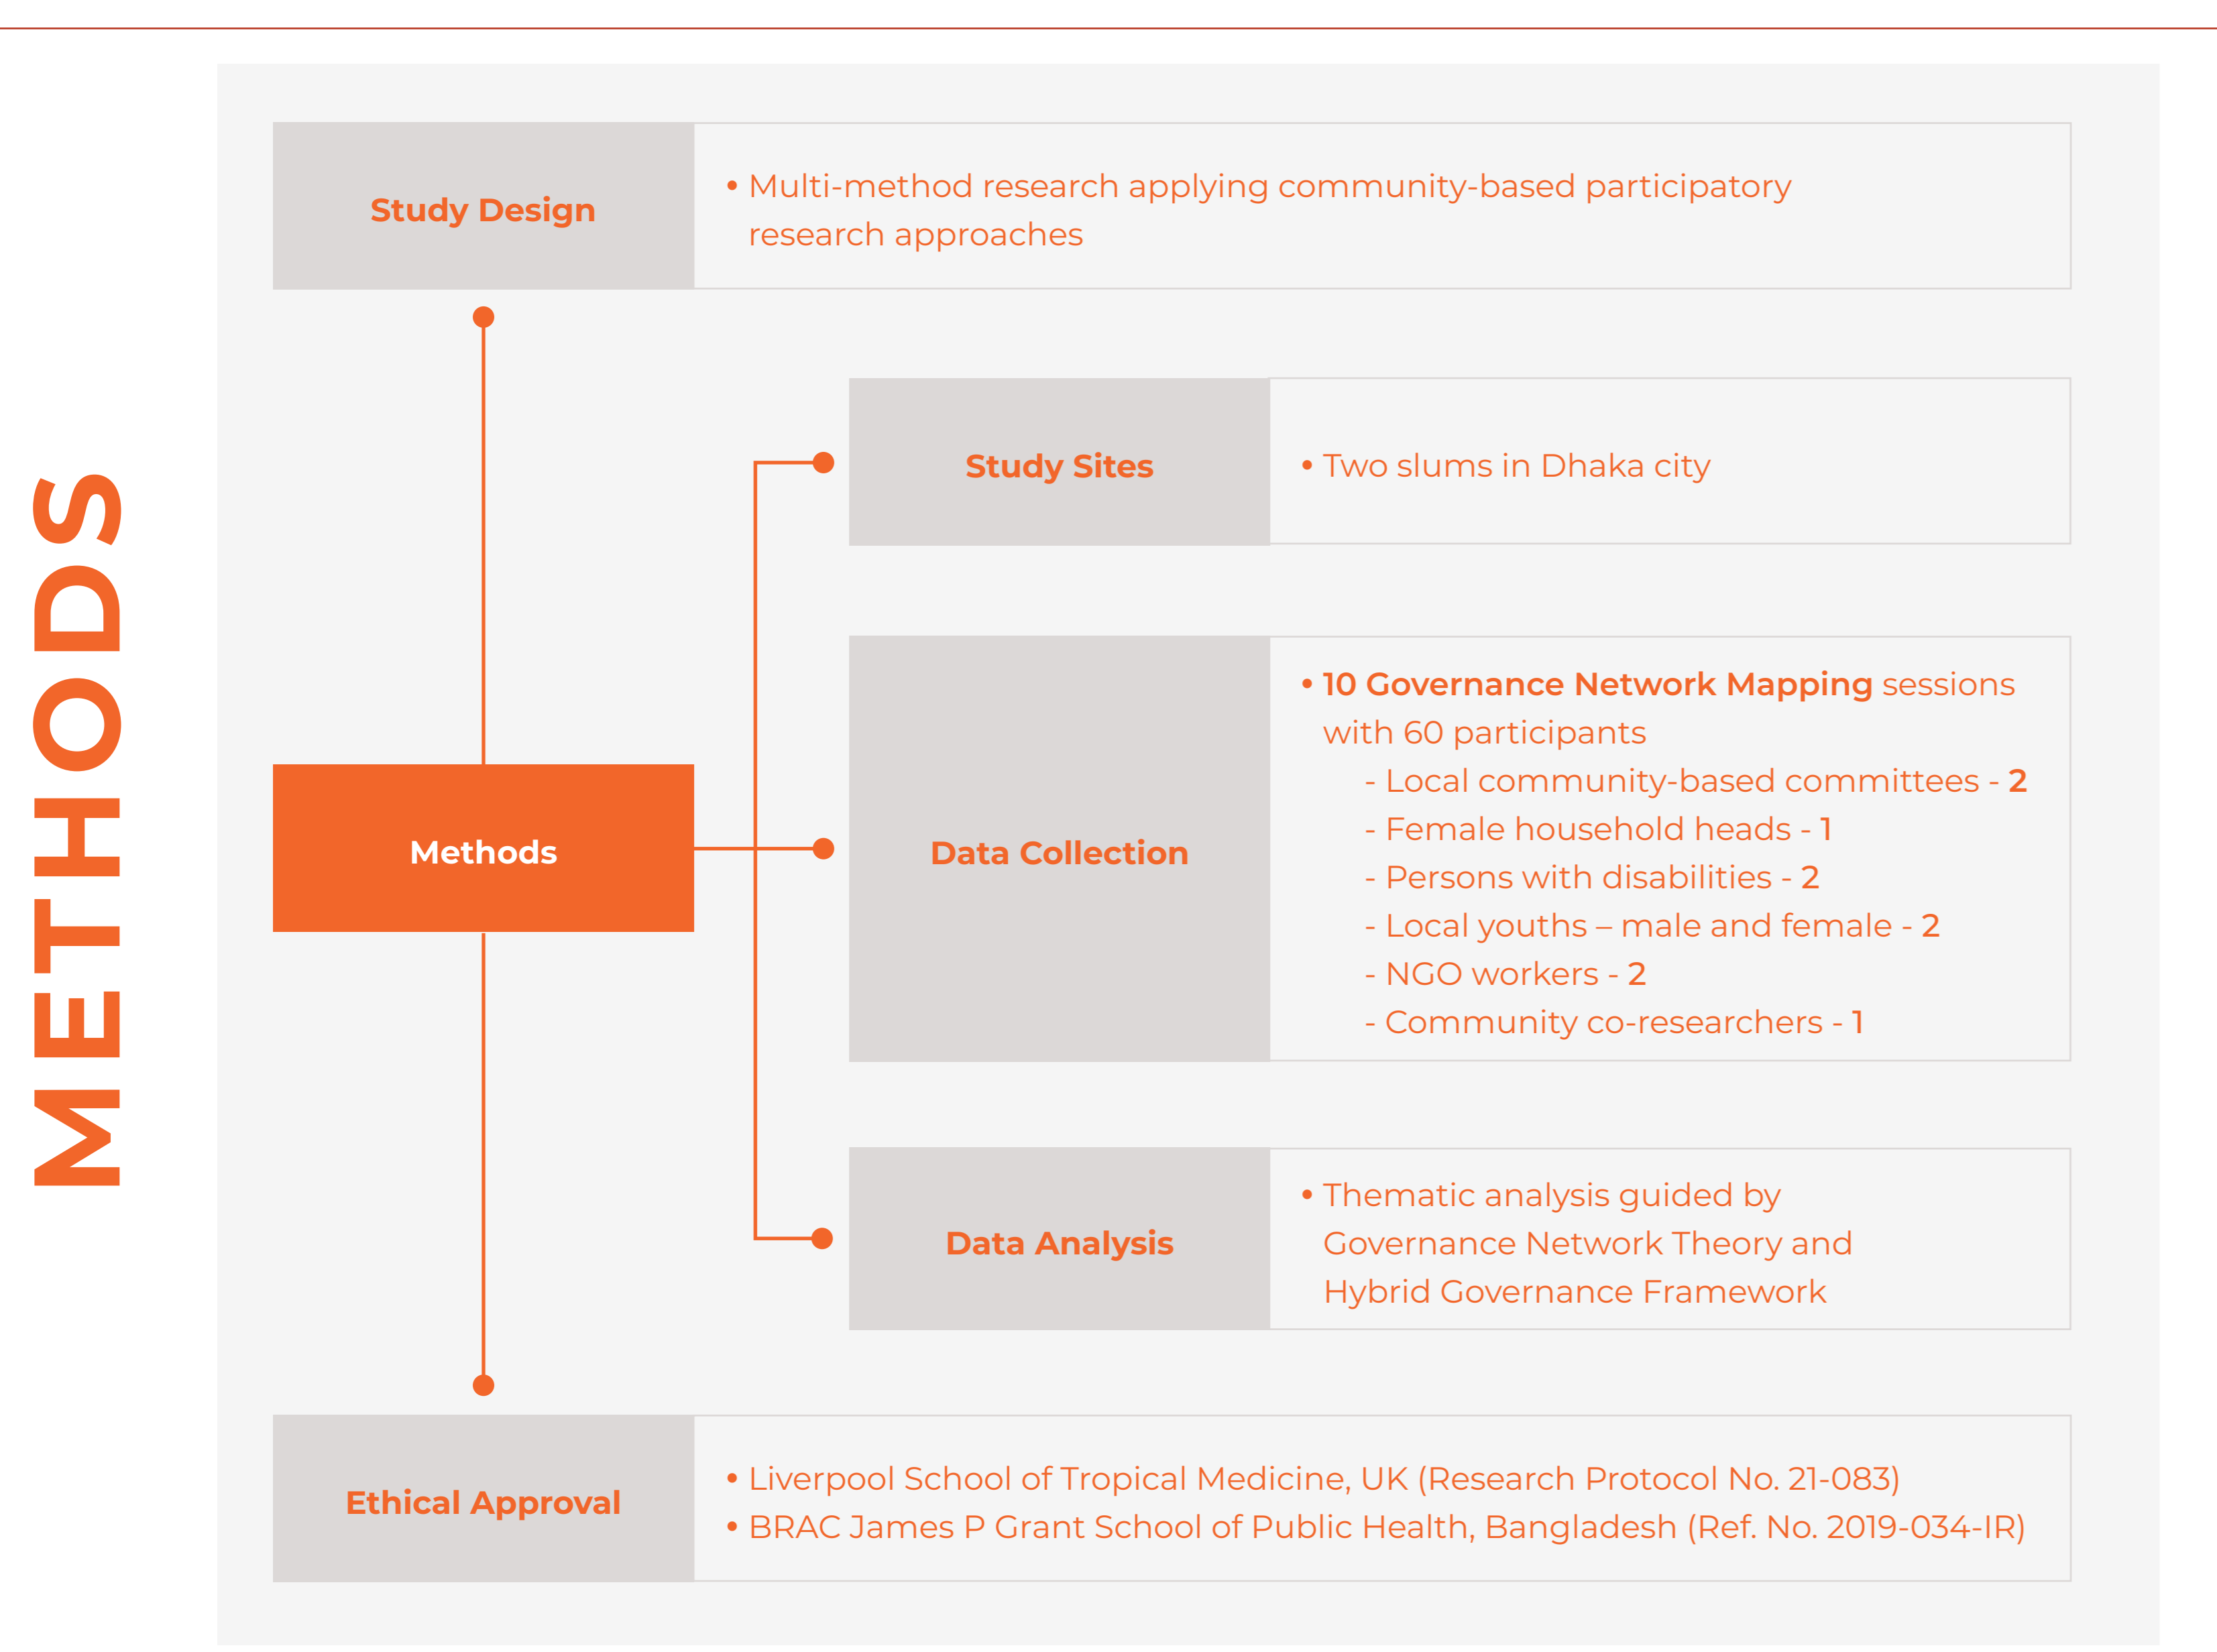 METHODS
Study Design
• Multi-method research applying community-based participatory
research approaches
Study Sites
• Two slums in Dhaka city
Methods
Data Collection
• 10 Governance Network Mapping sessions
with 60 participants
- Local community-based committees - 2
- Female household heads - 1
- Persons with disabilities - 2
- Local youths – male and female - 2
- NGO workers - 2
- Community co-researchers - 1
Data Analysis
• Thematic analysis guided by
Governance Network Theory and
Hybrid Governance Framework
Ethical Approval
• Liverpool School of Tropical Medicine, UK (Research Protocol No. 21-083)
• BRAC James P Grant School of Public Health, Bangladesh (Ref. No. 2019-034-IR)